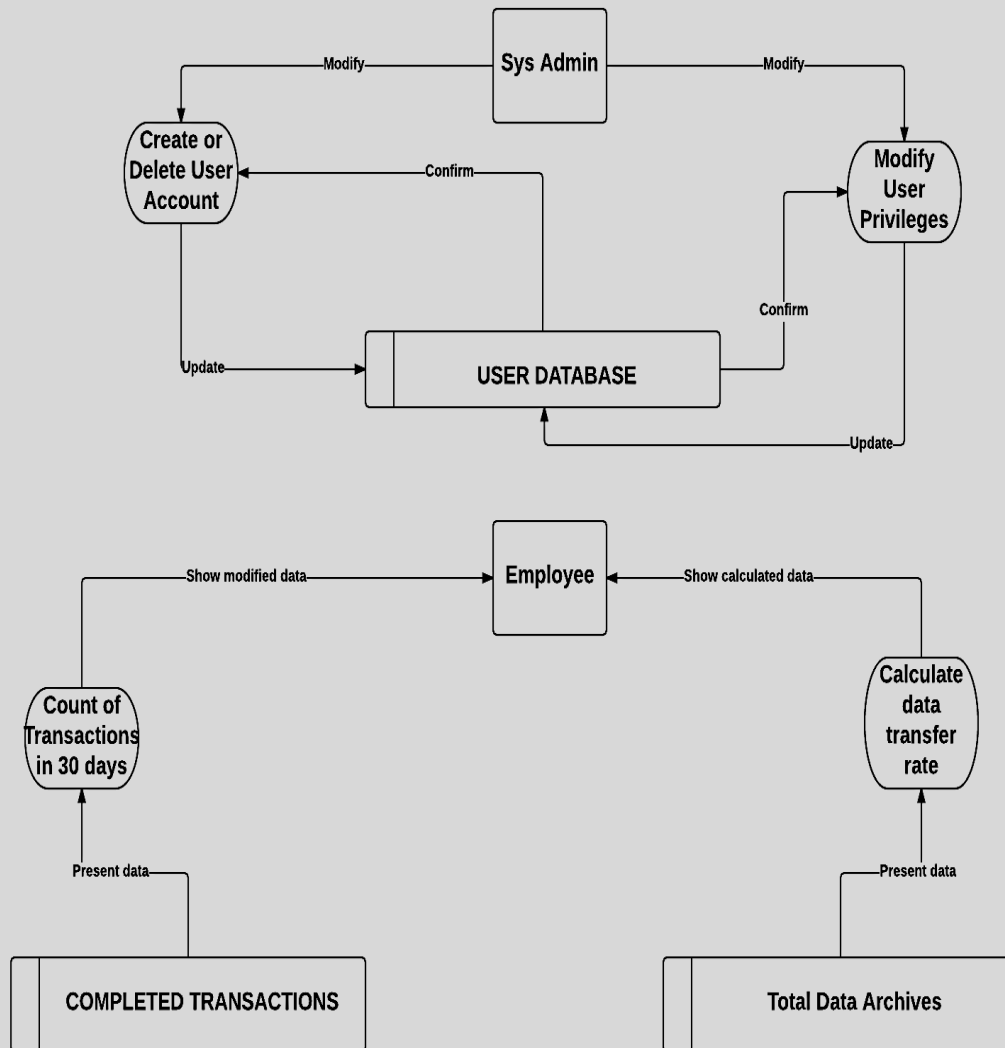 Sys Admin
Modify
Modify
Create or
Delete User
Account
Modify
User
Privileges
Confirm
Confirm
Update
USER DATABASE
Update
Employee
Show modified data
Show calculated data
Count of
Transactions
in 30 days
Calculate
data
transfer
rate
Present data
Present data
COMPLETED TRANSACTIONS
Total Data Archives